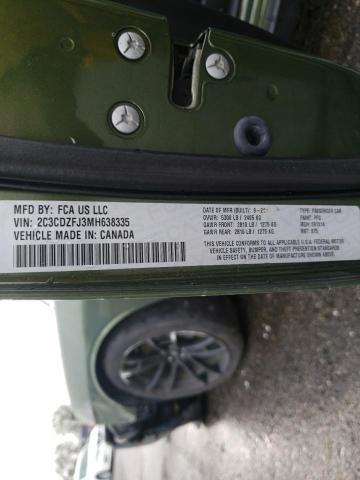 MFD BY: FCA US LLC
VIN: 2C3CDZFJ3MH638335
VEHICLE MADE IN: CANADA
DATE OF MFR (BUILT): 9-21
GVWR: 5300 LB / 2405 KG
GAWR FRONT: 2810 LB / 1275 KG
GAWR REAR: 2810 LB / 1275 KG
TYPE: PASSENGER CAR
PAINT: PFQ
MDH:
THIS VEHICLE CONFORMS TO ALL APPLICABLE U.S.A. FEDERAL MOTOR
VEHICLE SAFETY, BUMPER, AND THEFT PREVENTION STANDARDS
IN EFFECT ON THE DATE OF MANUFACTURE SHOWN ABOVE.